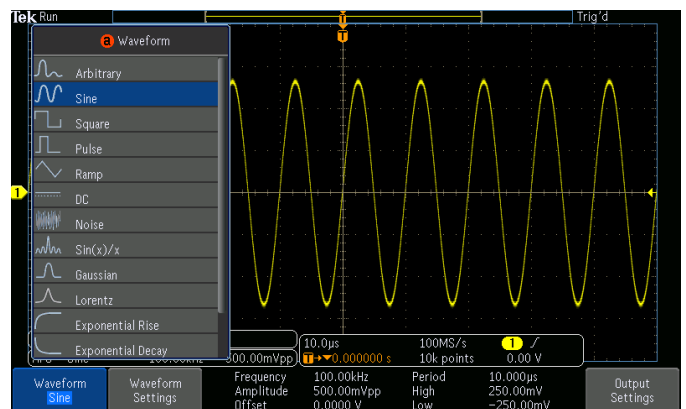 Tek Run Trig'd
T
a Waveform
Arbitrary
Sine
Square
Pulse
Ramp
DC
Noise
Sin(x)/x
Gaussian
Lorentz
Exponential Rise
Exponential Decay
1
T
500.00mVpp
10.0µs 100MS/s 1
T→▼0.000000 s 10k points 0.00 V
Waveform
Sine
Waveform
Settings
Frequency 100.00kHz Period 10.000µs
Amplitude 500.00mVpp High 250.00mV
Offset 0.0000 V Low -250.00mV
Output
Settings